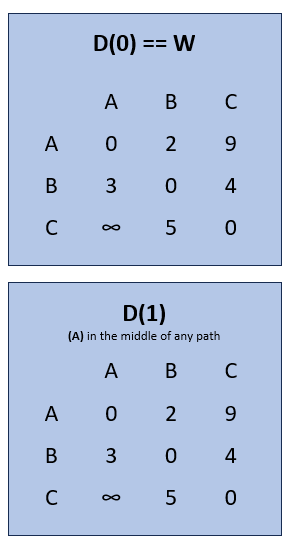 D(0) == W
A B C
A 0 2 9
B 3 0 4
C ∞ 5 0
D(1)
(A) in the middle of any path
A B C
A 0 2 9
B 3 0 4
C ∞ 5 0